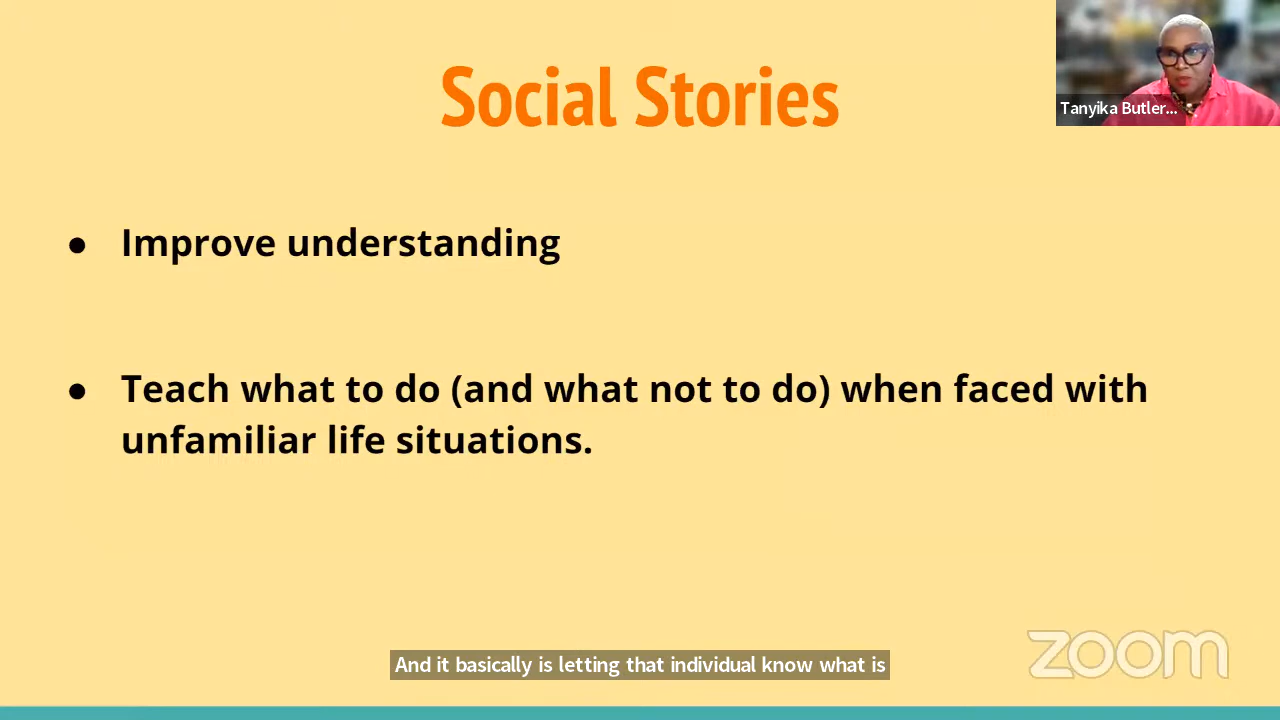 Social Stories
Tanyika Butler...
● Improve understanding
● Teach what to do (and what not to do) when faced with
unfamiliar life situations.
And it basically is letting that individual know what is
zoom